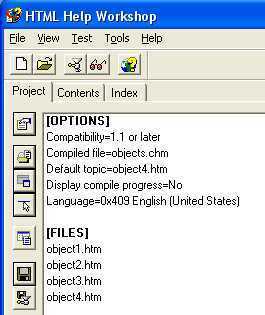 HTML Help Workshop
File View Test Tools Help
Project Contents Index
[OPTIONS]
Compatibility=1.1 or later
Compiled file=objects.chm
Default topic=object4.htm
Display compile progress=No
Language=0x409 English (United States)
[FILES]
object1.htm
object2.htm
object3.htm
object4.htm